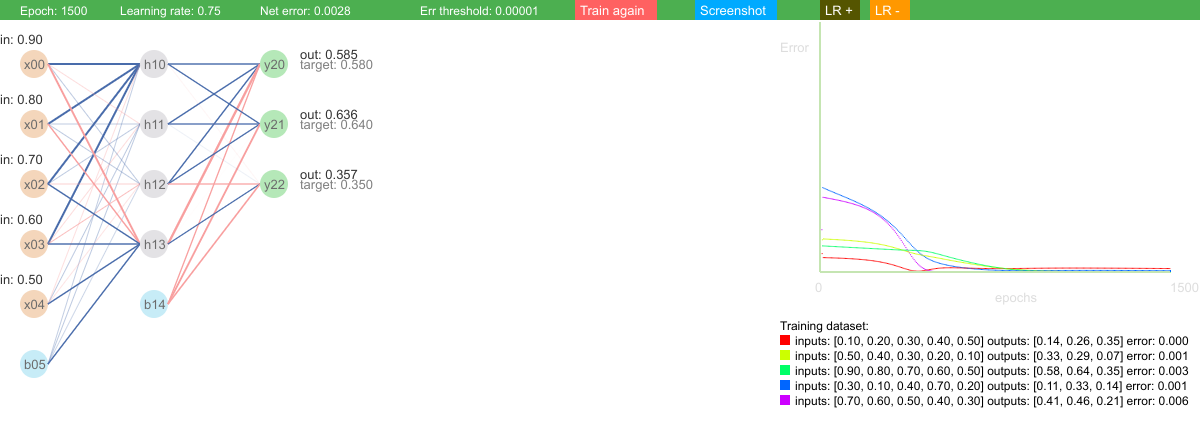 Epoch: 1500 Learning rate: 0.75 Net error: 0.0028 Err threshold: 0.00001 Train again Screenshot LR + LR -
in: 0.90
x00 h10 y20 out: 0.585
target: 0.580
in: 0.80
x01 h11 y21 out: 0.636
target: 0.640
in: 0.70
x02 h12 y22 out: 0.357
target: 0.350
in: 0.60
x03 h13
in: 0.50
x04 b14
b05
Error
0 1500
epochs
Training dataset:
inputs: [0.10, 0.20, 0.30, 0.40, 0.50] outputs: [0.14, 0.26, 0.35] error: 0.000
inputs: [0.50, 0.40, 0.30, 0.20, 0.10] outputs: [0.33, 0.29, 0.07] error: 0.001
inputs: [0.90, 0.80, 0.70, 0.60, 0.50] outputs: [0.58, 0.64, 0.35] error: 0.003
inputs: [0.30, 0.10, 0.40, 0.70, 0.20] outputs: [0.11, 0.33, 0.14] error: 0.001
inputs: [0.70, 0.60, 0.50, 0.40, 0.30] outputs: [0.41, 0.46, 0.21] error: 0.006